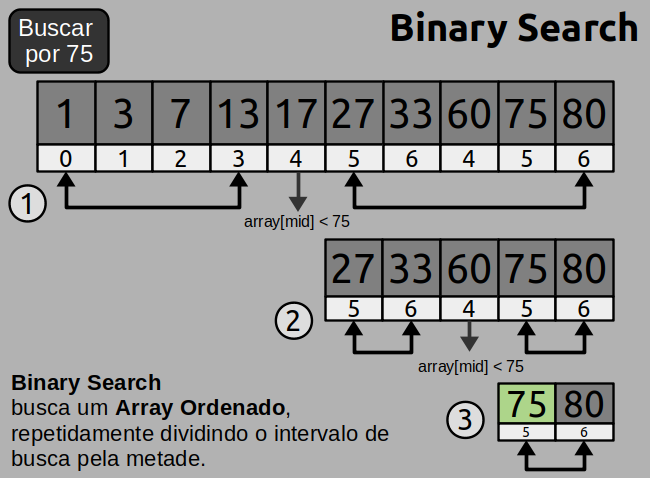 Buscar
por 75
Binary Search
1 3 7 13 17 27 33 60 75 80
0 1 2 3 4 5 6 4 5 6
1
array[mid] < 75
27 33 60 75 80
5 6 4 5 6
2
array[mid] < 75
75 80
5 6
3
Binary Search
busca um Array Ordenado,
repetidamente dividindo o intervalo de
busca pela metade.